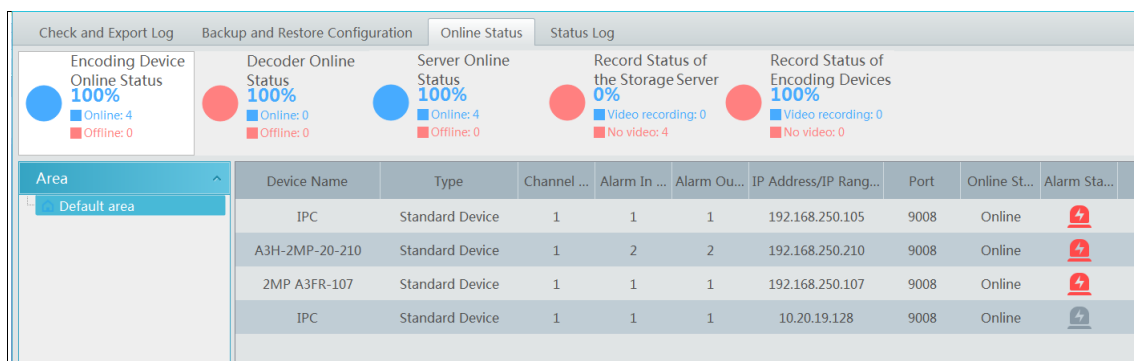 Check and Export Log Backup and Restore Configuration Online Status Status Log
Encoding Device
Online Status
100%
Online: 4
Offline: 0
Decoder Online
Status
100%
Online: 0
Offline: 0
Server Online
Status
100%
Online: 4
Offline: 0
Record Status of
the Storage Server
0%
Video recording: 0
No video: 4
Record Status of
Encoding Devices
100%
Video recording: 0
No video: 0
Area
Default area
Device Name Type Channel ... Alarm In ... Alarm Ou... IP Address/IP Rang... Port Online St... Alarm Sta...
IPC Standard Device 1 1 1 192.168.250.105 9008 Online
A3H-2MP-20-210 Standard Device 1 2 2 192.168.250.210 9008 Online
2MP A3FR-107 Standard Device 1 1 1 192.168.250.107 9008 Online
IPC Standard Device 1 1 1 10.20.19.128 9008 Online